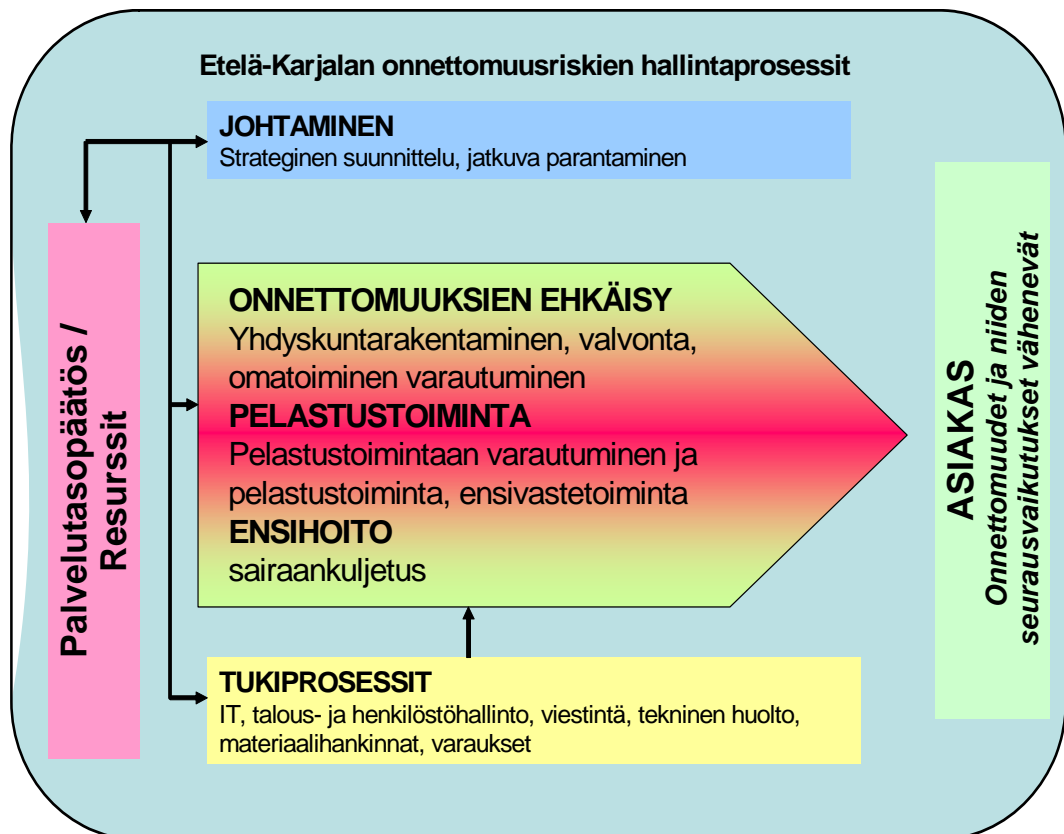 Etelä-Karjalan onnettomuusriskien hallintaprosessit
JOHTAMINEN
Strateginen suunnittelu, jatkuva parantaminen
Palvelutasopäätös /
Resurssit
ONNETTOMUUKSIEN EHKÄISY
Yhdyskuntarakentaminen, valvonta,
omatoiminen varautuminen
PELASTUSTOIMINTA
Pelastustoimintaan varautuminen ja
pelastustoiminta, ensivastetoiminta
ENSIHOITO
sairaankuljetus
TUKIPROSESSIT
IT, talous- ja henkilöstöhallinto, viestintä, tekninen huolto,
materiaalihankinnat, varaukset
ASIAKAS
Onnettomuudet ja niiden
seurausvaikutukset vähenevät